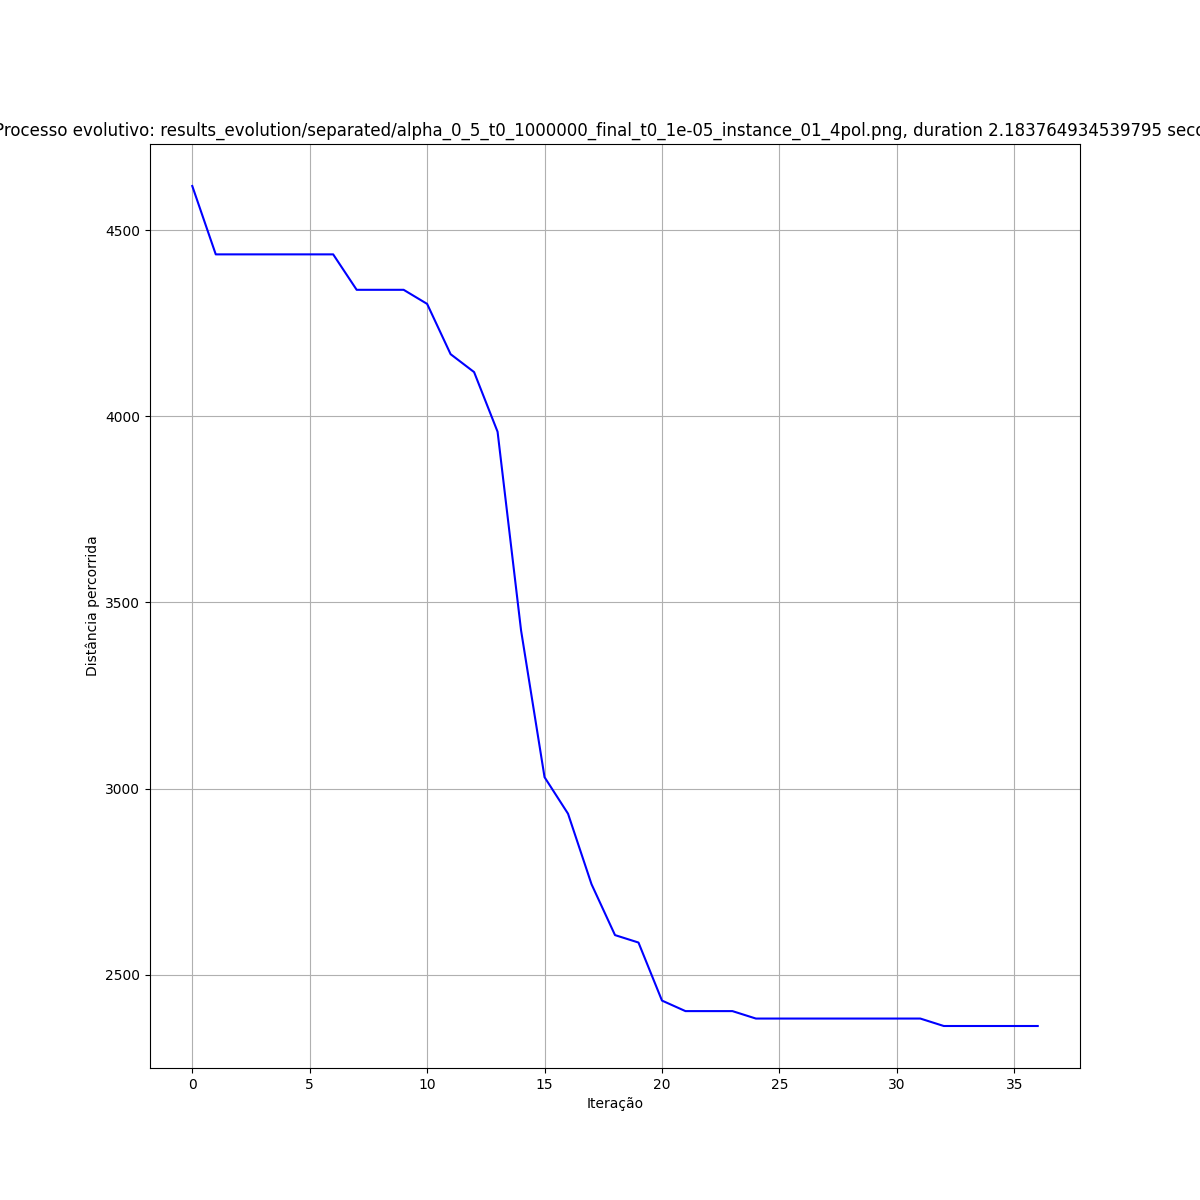 Processo evolutivo: results_evolution/separated/alpha_0_5_t0_1000000_final_t0_1e-05_instance_01_4pol.png, duration 2.183764934539795 seco
4500
4000
3500
3000
2500
Distância percorrida
0 5 10 15 20 25 30 35
Iteração